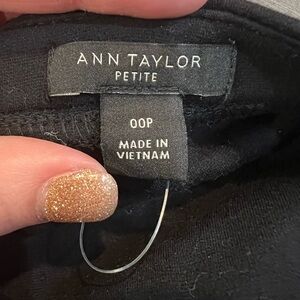 ANN TAYLOR
PETITE
00P
MADE IN
VIETNAM